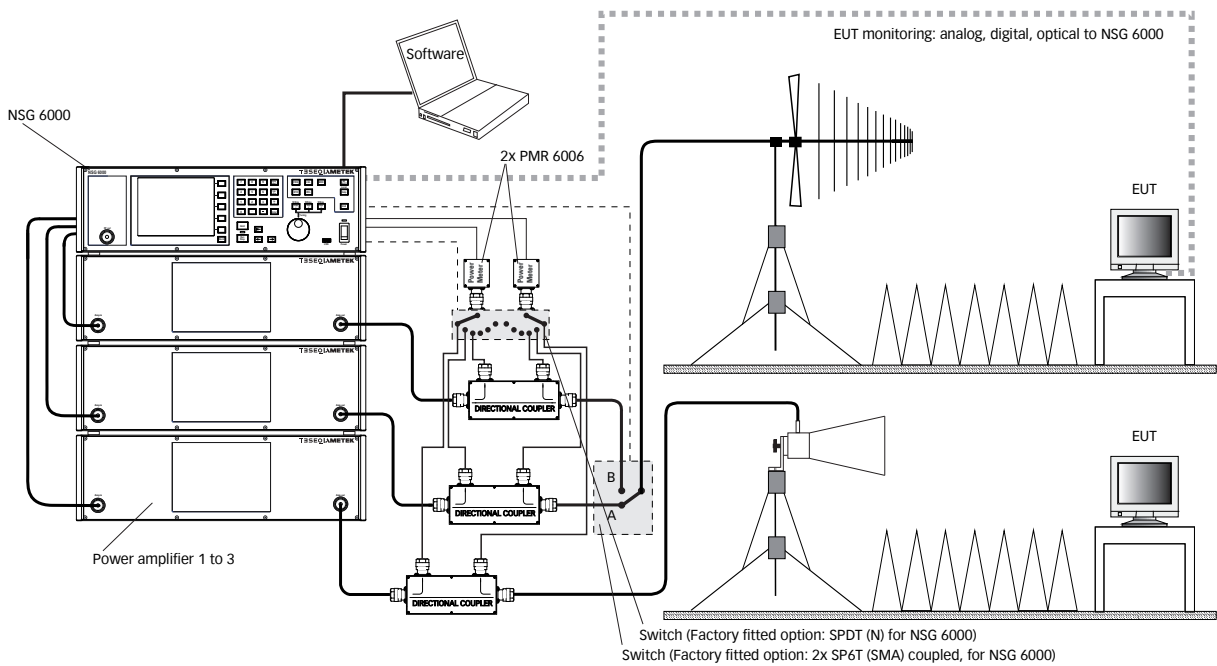 EUT monitoring: analog, digital, optical to NSG 6000
Software
NSG 6000
2x PMR 6006
TESEQ AMETEK
EUT
Power
Meter
Power
Meter
TESEQ AMETEK
DIRECTIONAL COUPLER
TESEQ AMETEK
EUT
B
DIRECTIONAL COUPLER
A
TESEQ AMETEK
Power amplifier 1 to 3
DIRECTIONAL COUPLER
Switch (Factory fitted option: SPDT (N) for NSG 6000)
Switch (Factory fitted option: 2x SP6T (SMA) coupled, for NSG 6000)